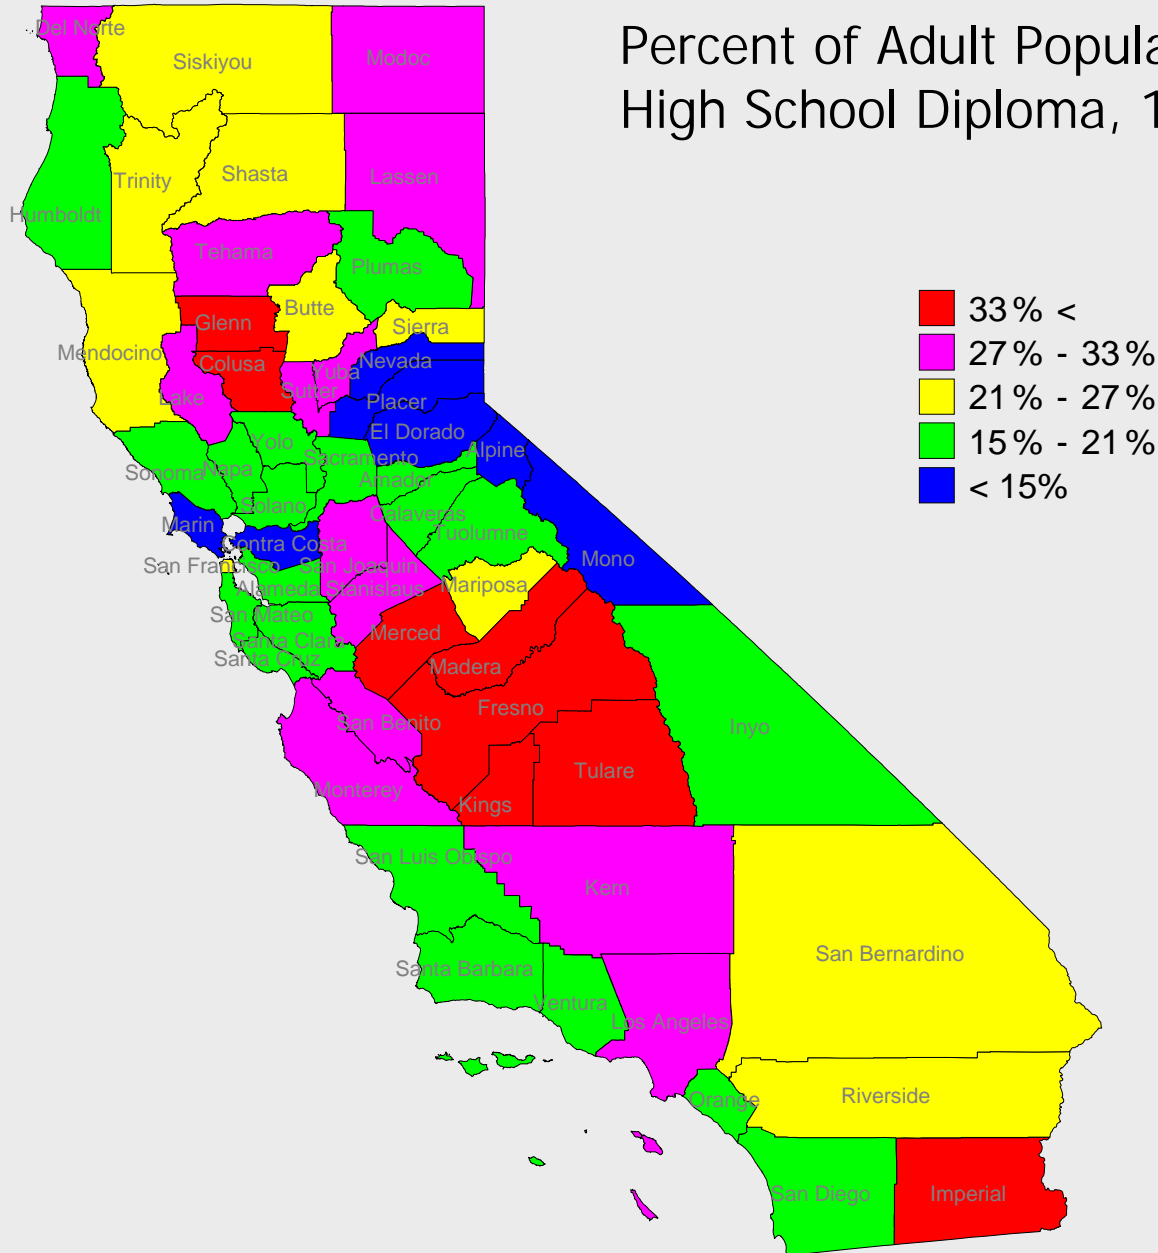 Percent of Adult Popula
High School Diploma, 1
Del Norte
Siskiyou
Modoc
Trinity
Shasta
Lassen
Humboldt
Tehama
Plumas
Butte
Glenn
Sierra
Mendocino
Colusa
Nevada
Yuba
Sutter
Lake
Placer
El Dorado
Yolo
Alpine
Sacramento
Sonoma
Napa
Amador
Solano
Calaveras
Marin
Tuolumne
Contra Costa
San Francisco
San Joaquin
Mono
Alameda
Stanislaus
Mariposa
San Mateo
Merced
Santa Clara
Santa Cruz
Madera
Fresno
San Benito
Inyo
Tulare
Monterey
Kings
San Luis Obispo
Kern
San Bernardino
Santa Barbara
Ventura
Los Angeles
Orange
Riverside
San Diego
Imperial
33% <
27% - 33%
21% - 27%
15% - 21%
< 15%